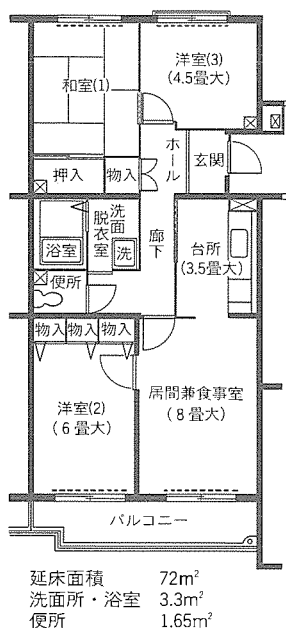 洋室(3)
(4.5畳大)
和室(1)
ホール
玄関
押入
物入
洗面
脱衣室
洗
浴室
廊下
台所
(3.5畳大)
便所
物入
物入
物入
洋室(2)
(6畳大)
居間兼食事室
(8畳大)
バルコニー
延床面積 72m²
洗面所・浴室 3.3m²
便所 1.65m²